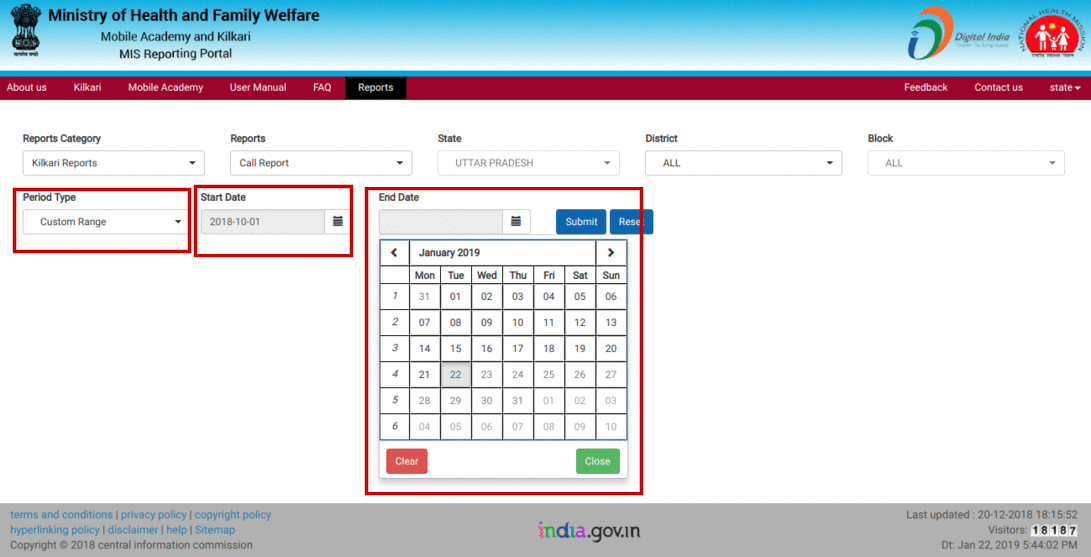 Ministry of Health and Family Welfare
Mobile Academy and Kilkari
MIS Reporting Portal
Digital India
Power To Empower
NATIONAL HEALTH MISSION
About us Kilkari Mobile Academy User Manual FAQ Reports Feedback Contact us state
Reports Category Reports State District Block
Kilkari Reports Call Report UTTAR PRADESH ALL ALL
Period Type Start Date End Date
Custom Range 2018-10-01 Submit Rese
January 2019
Mon Tue Wed Thu Fri Sat Sun
1 31 01 02 03 04 05 06
2 07 08 09 10 11 12 13
3 14 15 16 17 18 19 20
4 21 22 23 24 25 26 27
5 28 29 30 31 01 02 03
6 04 05 06 07 08 09 10
Clear Close
terms and conditions | privacy policy | copyright policy
hyperlinking policy | disclaimer | help | Sitemap
Copyright © 2018 central information commission
india.gov.in
Last updated : 20-12-2018 18:15:52
Visitors: 18187
Dt: Jan 22, 2019 5:44:02 PM